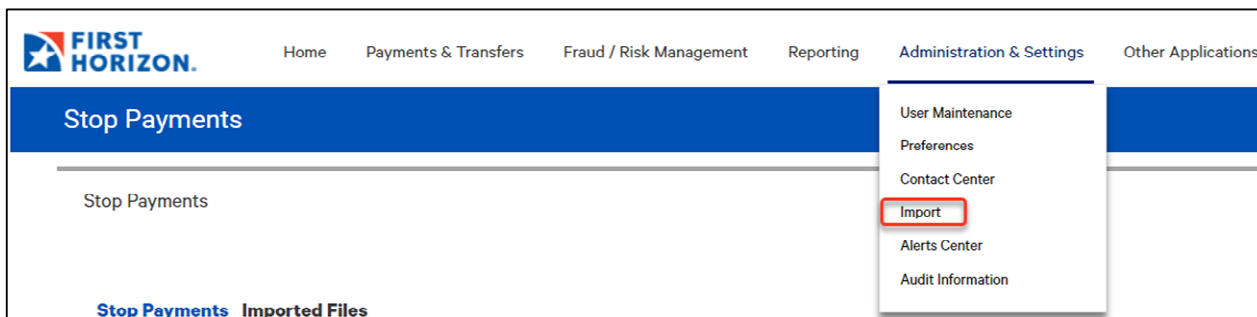 FIRST
HORIZON.
Home Payments & Transfers Fraud / Risk Management Reporting Administration & Settings Other Applications
Stop Payments
User Maintenance
Preferences
Contact Center
Import
Alerts Center
Audit Information
Stop Payments
Stop Payments Imported Files